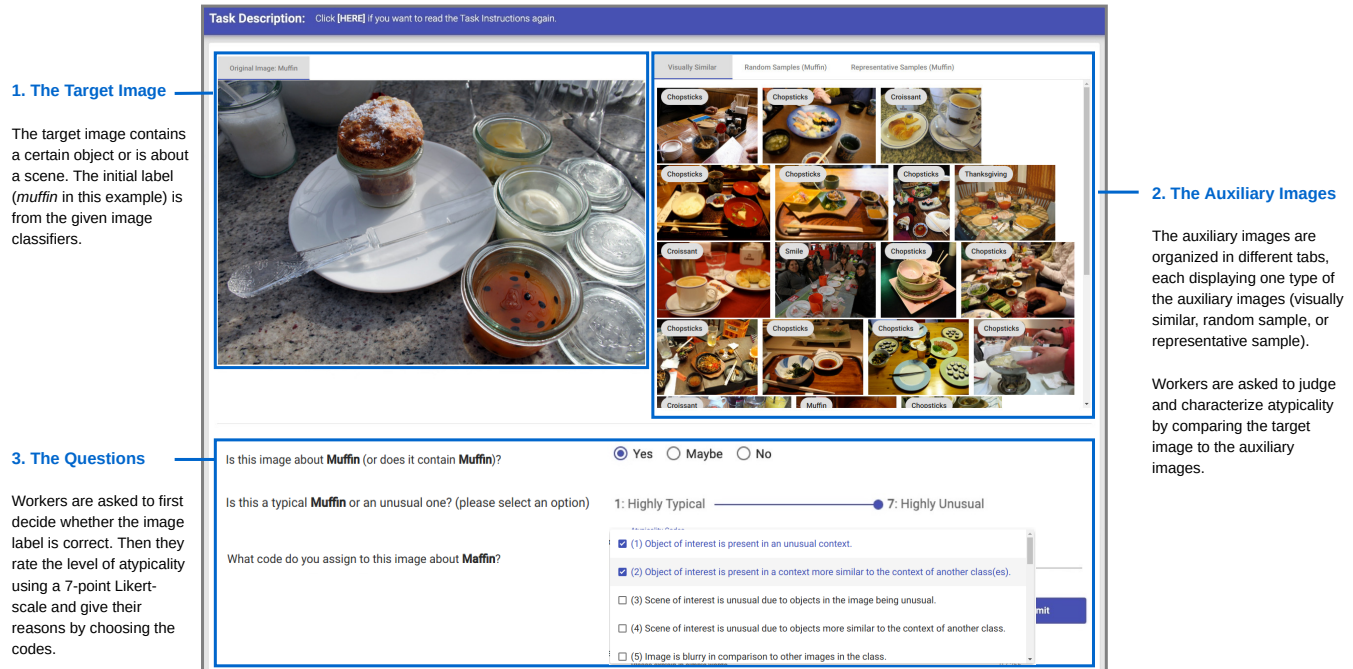 Task Description: Click [HERE] if you want to read the Task Instructions again.
1. The Target Image
The target image contains
a certain object or is about
a scene. The initial label
(muffin in this example) is
from the given image
classifiers.
Original Image: Muffin
Visually Similar Random Samples (Muffin) Representative Samples (Muffin)
Chopsticks Chopsticks Croissant
Chopsticks Chopsticks Chopsticks Thanksgiving
Croissant Smile Chopsticks Chopsticks
Chopsticks Chopsticks Chopsticks Chopsticks
Croissant Muffin Chopsticks
2. The Auxiliary Images
The auxiliary images are
organized in different tabs,
each displaying one type of
the auxiliary images (visually
similar, random sample, or
representative sample).
Workers are asked to judge
and characterize atypicality
by comparing the target
image to the auxiliary
images.
3. The Questions
Workers are asked to first
decide whether the image
label is correct. Then they
rate the level of atypicality
using a 7-point Likert-
scale and give their
reasons by choosing the
codes.
Is this image about Muffin (or does it contain Muffin)? Yes Maybe No
Is this a typical Muffin or an unusual one? (please select an option) 1: Highly Typical 7: Highly Unusual
What code do you assign to this image about Maffin?
Atypicality Codes
(1) Object of interest is present in an unusual context.
(2) Object of interest is present in a context more similar to the context of another class(es).
(3) Scene of interest is unusual due to objects in the image being unusual.
(4) Scene of interest is unusual due to objects more similar to the context of another class.
(5) Image is blurry in comparison to other images in the class.
mit